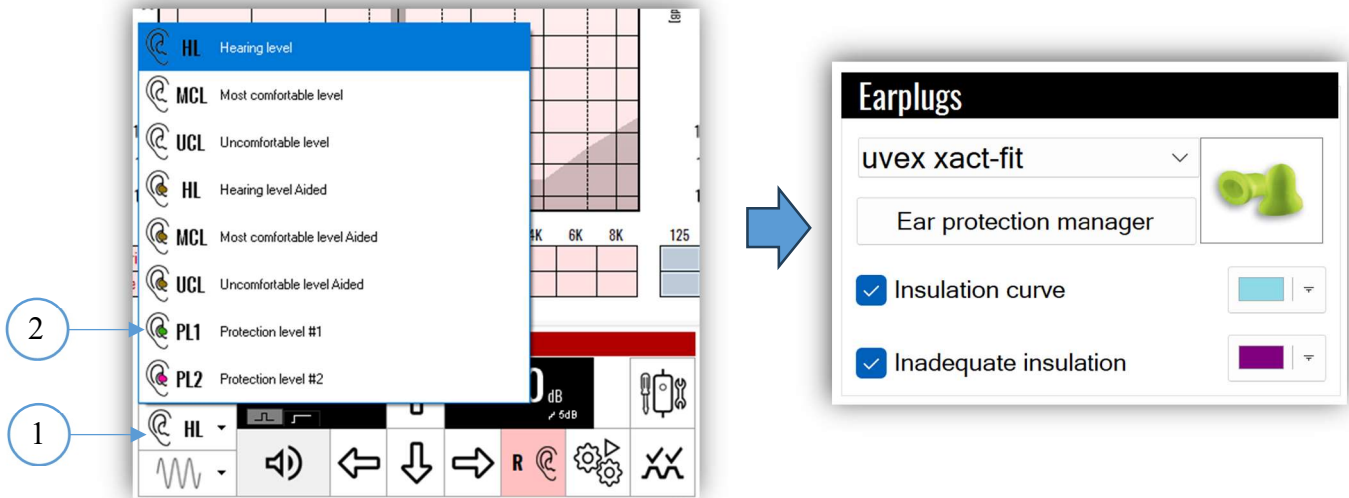 [dB]
HL Hearing level
MCL Most comfortable level
UCL Uncomfortable level
HL Hearing level Aided
MCL Most comfortable level Aided
UCL Uncomfortable level Aided
4K 6K 8K 125
2
PL1 Protection level #1
PL2 Protection level #2
dB
5dB
1
HL
R
Earplugs
uvex xact-fit
Ear protection manager
Insulation curve
Inadequate insulation